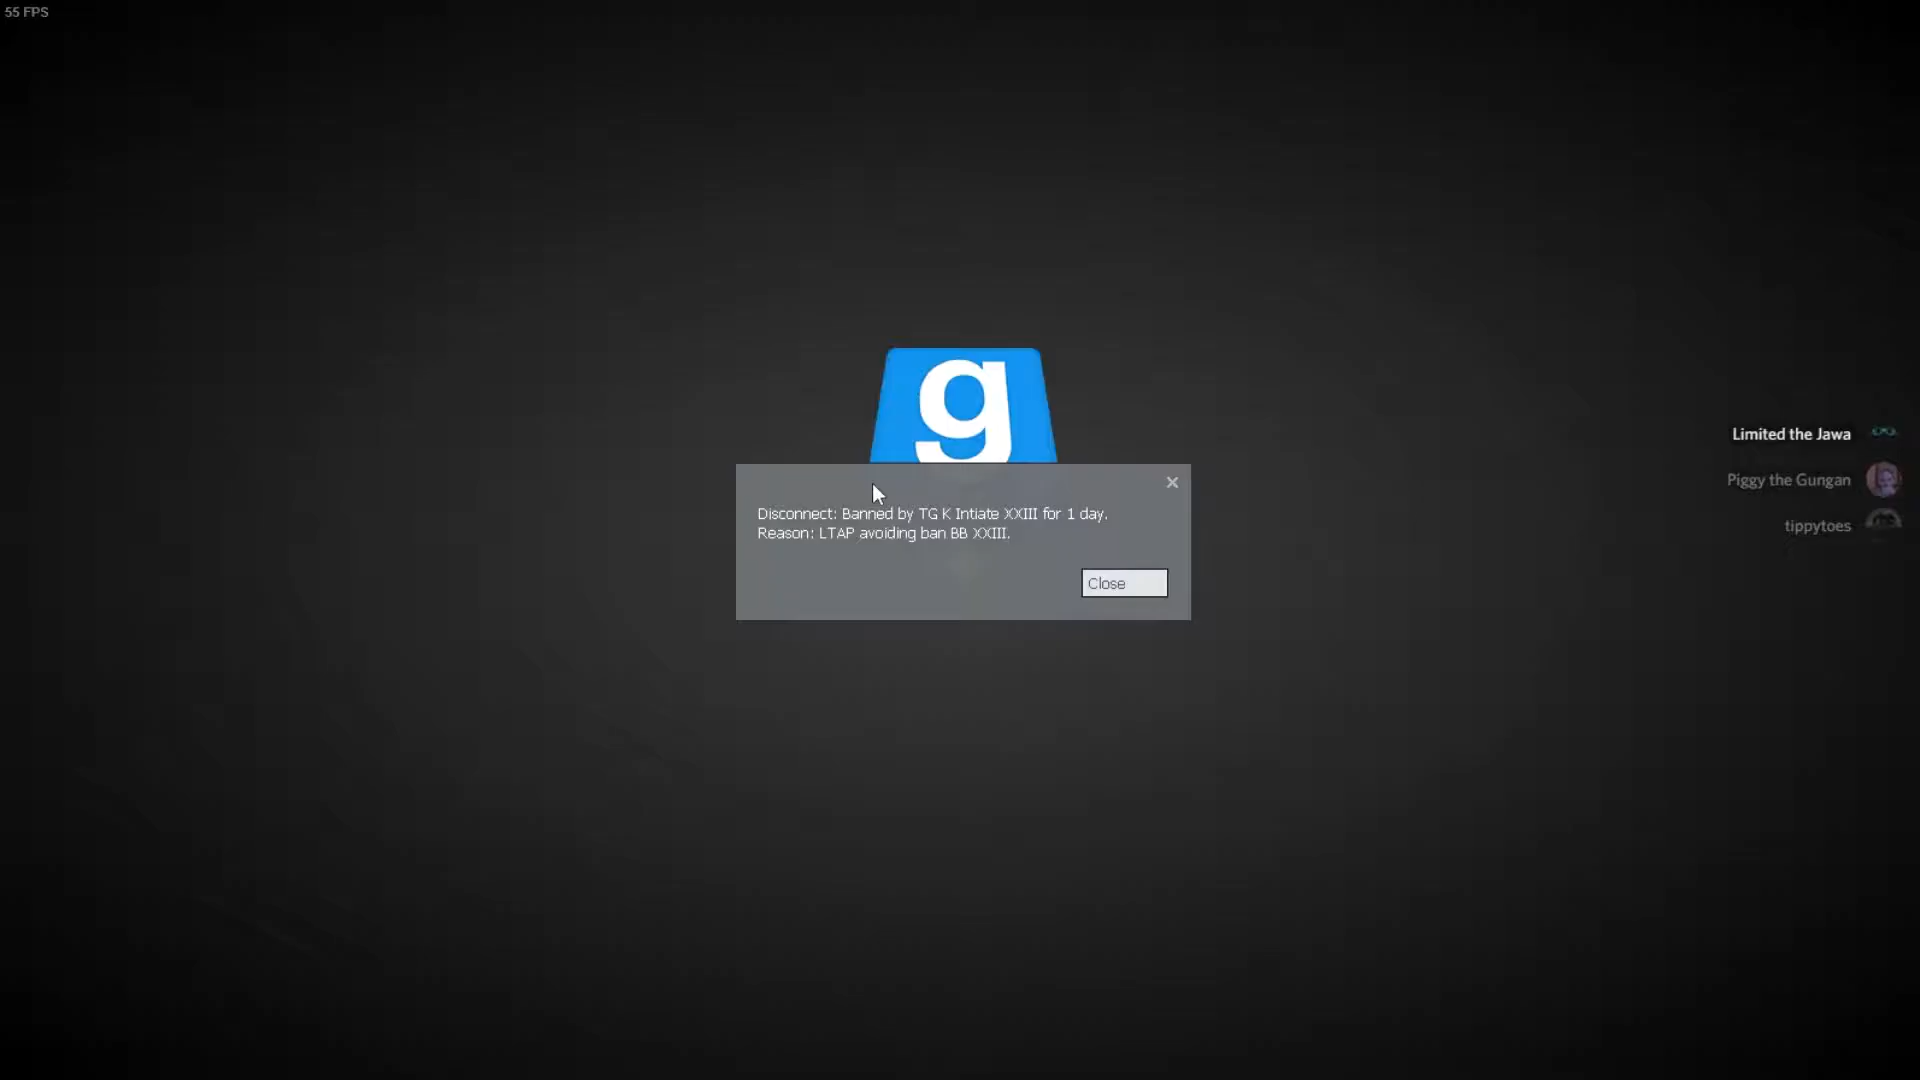 55 FPS
g
Limited the Jawa
Piggy the Gungan
tippytoes
Disconnect: Banned by TG K Intiate XXIII for 1 day.
Reason: LTAP avoiding ban BB XXIII.
Close